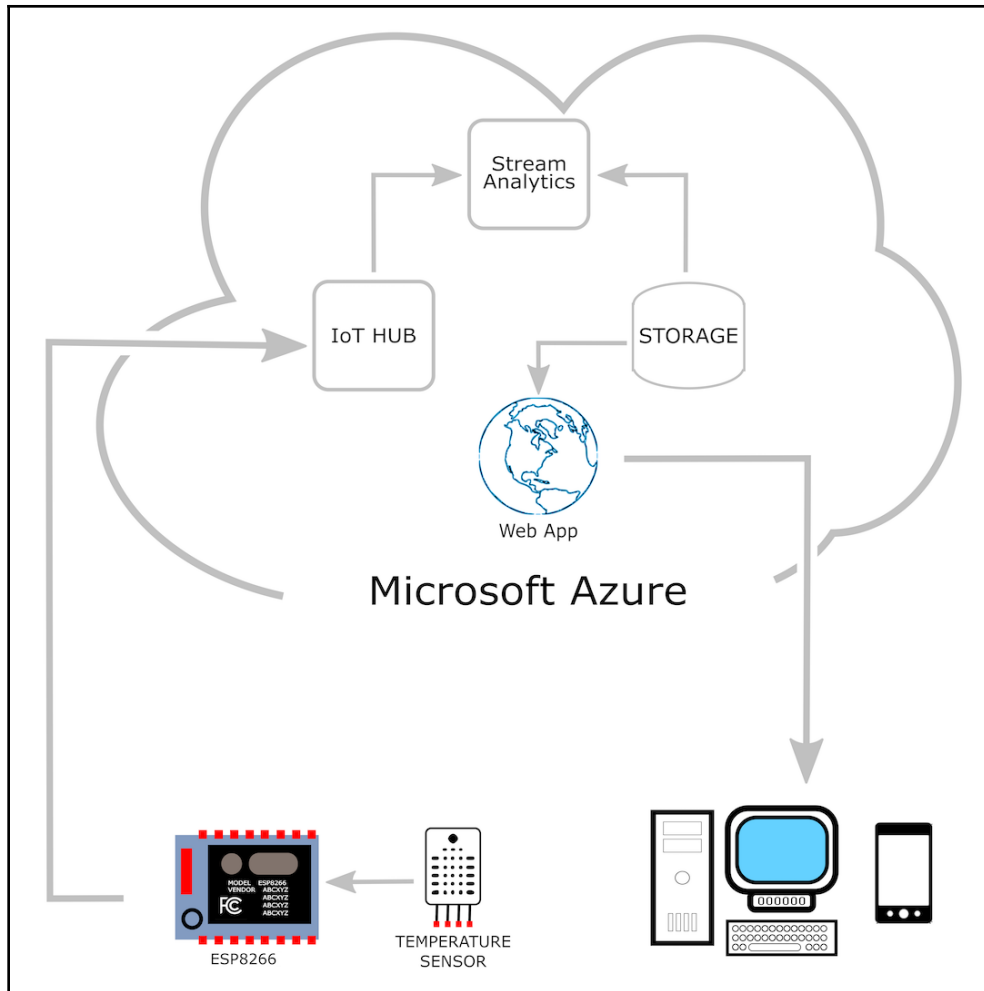 Stream
Analytics
IoT HUB
STORAGE
Web App
Microsoft Azure
MODEL ESP8266
VENDOR ABCXYZ
ABCXYZ
ABCXYZ
ABCXYZ
FC
ESP8266
TEMPERATURE
SENSOR